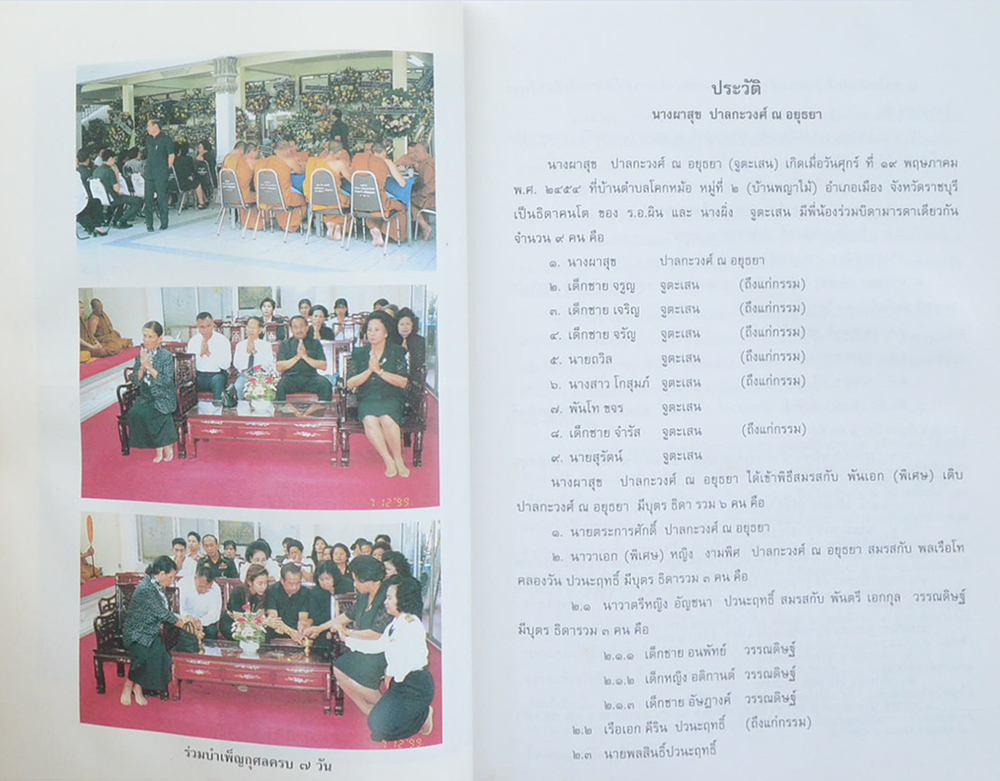 7 12 '99
7-12 '99
ร่วมบำเพ็ญกุศลครบ ๗ วัน
ประวัติ
นางผาสุข ปาลกะวงศ์ ณ อยุธยา
นางผาสุข ปาลกะวงศ์ ณ อยุธยา (จูตะเสน) เกิดเมื่อวันศุกร์ ที่ ๑๙ พฤษภาคม
พ.ศ. ๒๔๕๔ ที่บ้านตำบลโคกหม้อ หมู่ที่ ๒ (บ้านพญาไม้) อำเภอเมือง จังหวัดราชบุรี
เป็นธิดาคนโต ของ ร.อ.ผิน และ นางผิ่ง จูตะเสน มีพี่น้องร่วมบิดามารดาเดียวกัน
จำนวน ๙ คน คือ
๑. นางผาสุข ปาลกะวงศ์ ณ อยุธยา
๒. เด็กชาย จรูญ จูตะเสน (ถึงแก่กรรม)
๓. เด็กชาย เจริญ จูตะเสน (ถึงแก่กรรม)
๔. เด็กชาย จรัญ จูตะเสน (ถึงแก่กรรม)
๕. นายถวิล จูตะเสน (ถึงแก่กรรม)
๖. นางสาว โกสุมภ์ จูตะเสน (ถึงแก่กรรม)
๗. พันโท ขจร จูตะเสน
๘. เด็กชาย จำรัส จูตะเสน (ถึงแก่กรรม)
๙. นายสุรัตน์ จูตะเสน
นางผาสุข ปาลกะวงศ์ ณ อยุธยา ได้เข้าพิธีสมรสกับ พันเอก (พิเศษ) เติบ
ปาลกะวงศ์ ณ อยุธยา มีบุตร ธิดา รวม ๖ คน คือ
๑. นายตระการศักดิ์ ปาลกะวงศ์ ณ อยุธยา
๒. นาวาเอก (พิเศษ) หญิง งามพิศ ปาลกะวงศ์ ณ อยุธยา สมรสกับ พลเรือโท
คลองวัน ปวนะฤทธิ์ มีบุตร ธิดารวม ๓ คน คือ
๒.๑ นาวาตรีหญิง อัญชนา ปวนะฤทธิ์ สมรสกับ พันตรี เอกกุล วรรณดิษฐ์
มีบุตร ธิดารวม ๓ คน คือ
๒.๑.๑ เด็กชาย อนพัทย์ วรรณดิษฐ์
๒.๑.๒ เด็กหญิง อติกานต์ วรรณดิษฐ์
๒.๑.๓ เด็กชาย อัษฎางค์ วรรณดิษฐ์
๒.๒ เรือเอก คีริน ปวนะฤทธิ์ (ถึงแก่กรรม)
๒.๓ นายพลสินธิ์ปวนะฤทธิ์